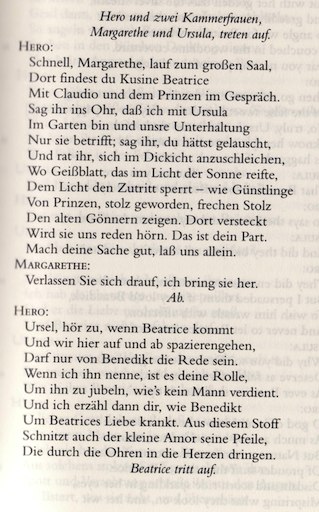 Hero und zwei Kammerfrauen,
Margarethe und Ursula, treten auf.
HERO:
Schnell, Margarethe, lauf zum großen Saal,
Dort findest du Kusine Beatrice
Mit Claudio und dem Prinzen im Gespräch.
Sag ihr ins Ohr, daß ich mit Ursula
Im Garten bin und unsre Unterhaltung
Nur sie betrifft; sag ihr, du hättst gelauscht,
Und rat ihr, sich im Dickicht anzuschleichen,
Wo Geißblatt, das im Licht der Sonne reifte,
Dem Licht den Zutritt sperrt – wie Günstlinge
Von Prinzen, stolz geworden, frechen Stolz
Den alten Gönnern zeigen. Dort versteckt
Wird sie uns reden hörn. Das ist dein Part.
Mach deine Sache gut, laß uns allein.
MARGARETHE:
Verlassen Sie sich drauf, ich bring sie her.
Ab.
HERO:
Ursel, hör zu, wenn Beatrice kommt
Und wir hier auf und ab spazierengehen,
Darf nur von Benedikt die Rede sein.
Wenn ich ihn nenne, ist es deine Rolle,
Um ihn zu jubeln, wie's kein Mann verdient.
Und ich erzähl dann dir, wie Benedikt
Um Beatrices Liebe krankt. Aus diesem Stoff
Schnitzt auch der kleine Amor seine Pfeile,
Die durch die Ohren in die Herzen dringen.
Beatrice tritt auf.